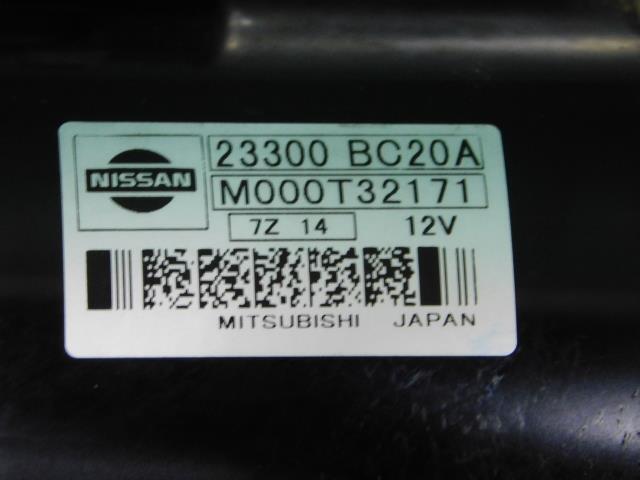 NISSAN
23300 BC20A
M000T32171
7Z 14 12V
MITSUBISHI JAPAN